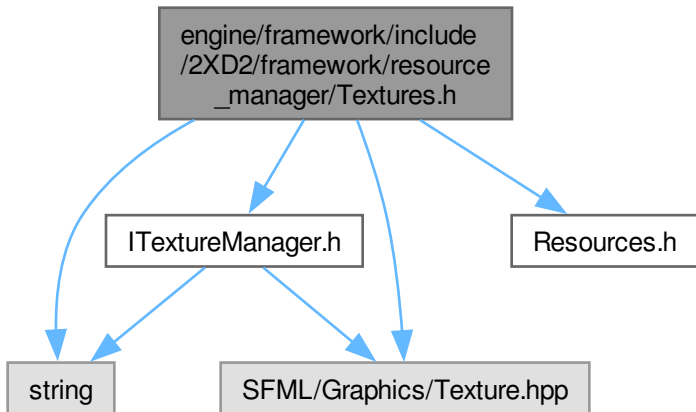 engine/framework/include
/2XD2/framework/resource
_manager/Textures.h
ITextureManager.h
Resources.h
string
SFML/Graphics/Texture.hpp